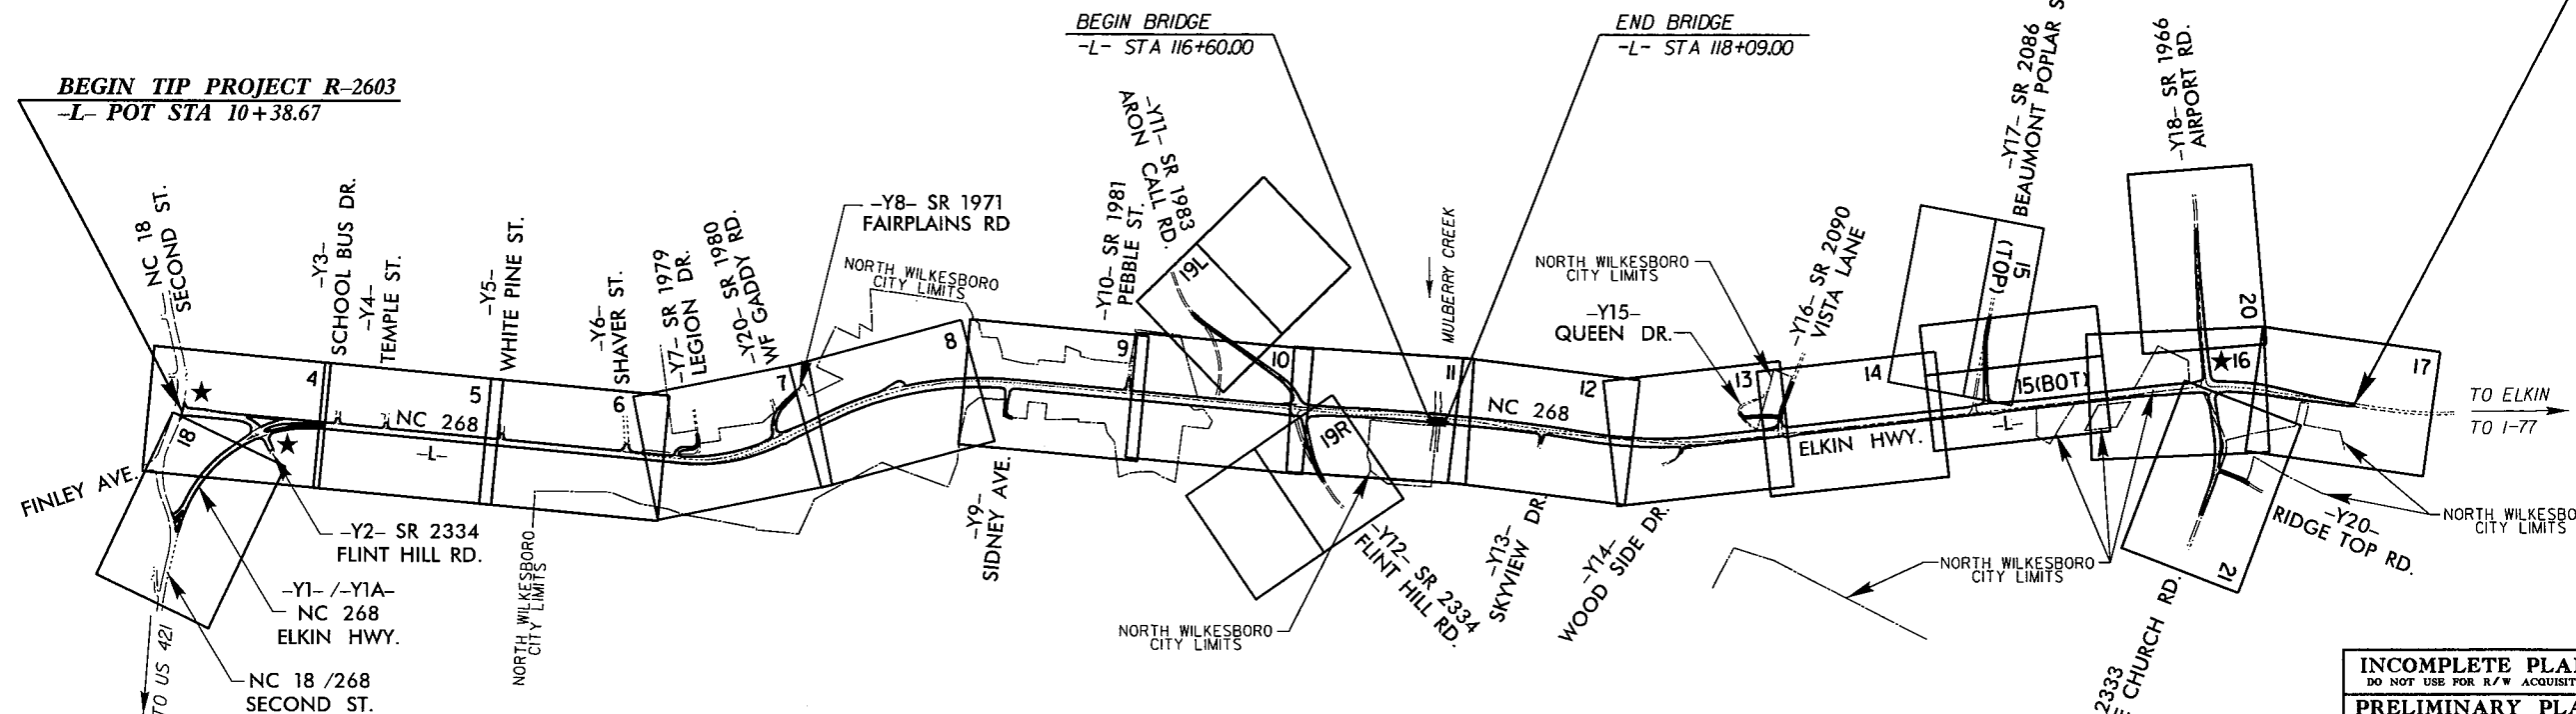 BEGIN BRIDGE
-L- STA 116+60.00
END BRIDGE
-L- STA 118+09.00
BEGIN TIP PROJECT R-2603
-L- POT STA 10+38.67
NC 18
SECOND ST.
-Y3-
SCHOOL BUS DR.
-Y4-
TEMPLE ST.
-Y5-
WHITE PINE ST.
-Y6-
SHAVER ST.
-Y7- SR 1979
LEGION DR.
-Y20- SR 1980
WF GADDY RD.
-Y8- SR 1971
FAIRPLAINS RD
NORTH WILKESBORO
CITY LIMITS
-Y10- SR 1981
PEBBLE ST.
-Y11- SR 1983
ARON CALL RD.
MULBERRY CREEK
NORTH WILKESBORO
CITY LIMITS
-Y15-
QUEEN DR.
-Y16- SR 2090
VISTA LANE
-Y17- SR 2086
BEAUMONT POPLAR
-Y18- SR 1966
AIRPORT RD.
4
5
6
7
8
9
10
11
12
13
14
15
(TOP)
15(BOT)
16
17
18
19L
19R
20
21
NC 268
-L-
NC 268
ELKIN HWY.
-L-
TO ELKIN
TO I-77
FINLEY AVE.
-Y2- SR 2334
FLINT HILL RD.
-Y1- /-Y1A-
NC 268
ELKIN HWY.
NC 18 /268
SECOND ST.
TO US 421
NORTH WILKESBORO
CITY LIMITS
-Y9-
SIDNEY AVE.
NORTH WILKESBORO
CITY LIMITS
-Y12- SR 2334
FLINT HILL RD.
-Y13-
SKYVIEW DR.
-Y14-
WOOD SIDE DR.
NORTH WILKESBORO
CITY LIMITS
2333
CHURCH RD.
-Y20-
RIDGE TOP RD.
NORTH WILKESBO
CITY LIMITS
INCOMPLETE PLA
DO NOT USE FOR R/W ACQUISIT
PRELIMINARY PLA